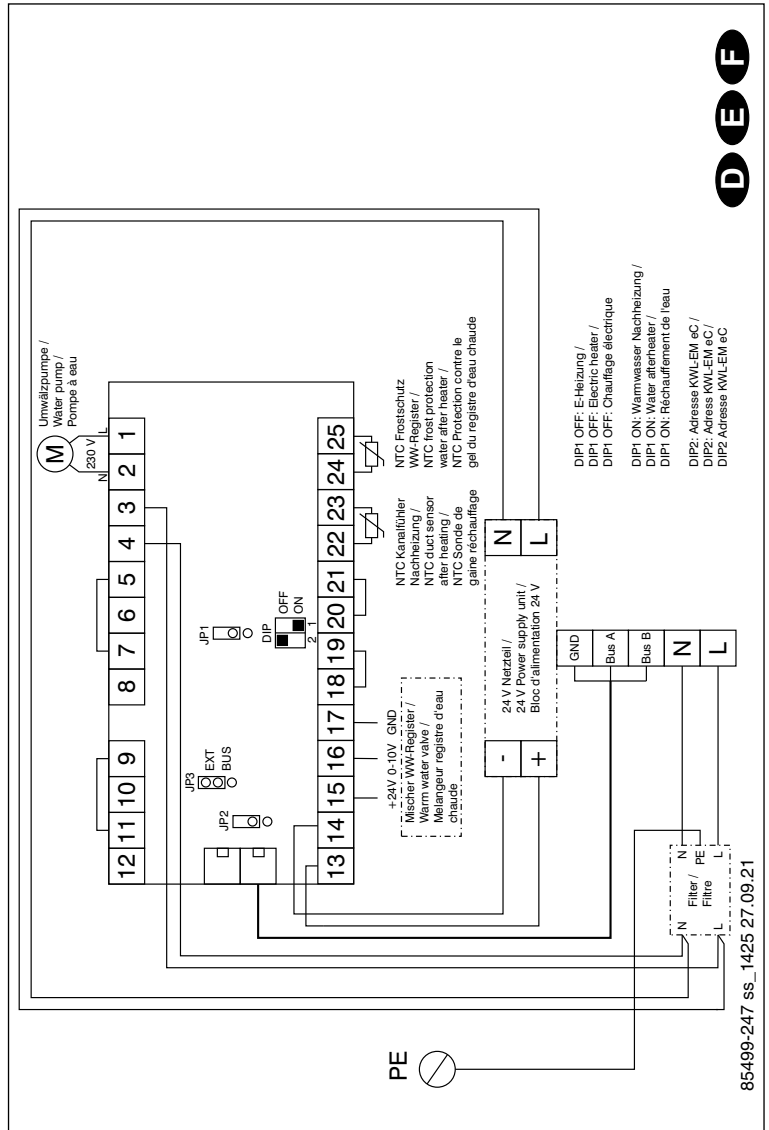 Umwälzpumpe /
Water pump /
Pompe à eau
M
230 V
N
L
12
11
10
9
8
7
6
5
4
3
2
1
JP2
JP3
EXT
BUS
JP1
DIP
OFF
ON
2
1
13
14
15
16
17
18
19
20
21
22
23
24
25
+24V
0-10V
GND
Mischer WW-Register /
Warm water valve /
Melangeur registre d'eau
chaude
NTC Kanalfühler
Nachheizung /
NTC duct sensor
after heating /
NTC Sonde de
gaine réchauffage
NTC Frostschutz
WW-Register /
NTC frost protection
water after heater /
NTC Protection contre le
gel du registre d'eau chaude
-
+
24 V Netzteil /
24 V Power supply unit /
Bloc d'alimentation 24 V
N
L
GND
Bus A
Bus B
N
L
DIP1 OFF: E-Heizung /
DIP1 OFF: Electric heater /
DIP1 OFF: Chauffage électrique
DIP1 ON: Warmwasser Nachheizung /
DIP1 ON: Water afterheater /
DIP1 ON: Réchauffement de l'eau
DIP2: Adresse KWL-EM eC /
DIP2: Adress KWL-EM eC /
DIP2 Adresse KWL-EM eC
PE
N
L
Filter /
Filtre
N
PE
L
85499-247 ss_1425 27.09.21
D
E
F